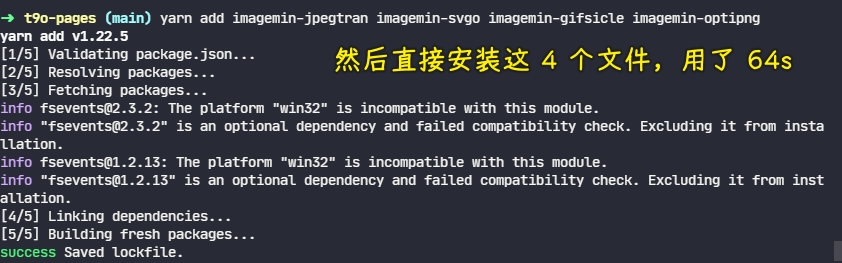 ➜ t9o-pages (main) yarn add imagemin-jpegtran imagemin-svgo imagemin-gifsicle imagemin-optipng
yarn add v1.22.5
[1/5] Validating package.json...
然后直接安装这 4 个文件，用了 64s
[2/5] Resolving packages...
[3/5] Fetching packages...
info fsevents@2.3.2: The platform "win32" is incompatible with this module.
info "fsevents@2.3.2" is an optional dependency and failed compatibility check. Excluding it from insta
llation.
info fsevents@1.2.13: The platform "win32" is incompatible with this module.
info "fsevents@1.2.13" is an optional dependency and failed compatibility check. Excluding it from inst
allation.
[4/5] Linking dependencies...
[5/5] Building fresh packages...
success Saved lockfile.